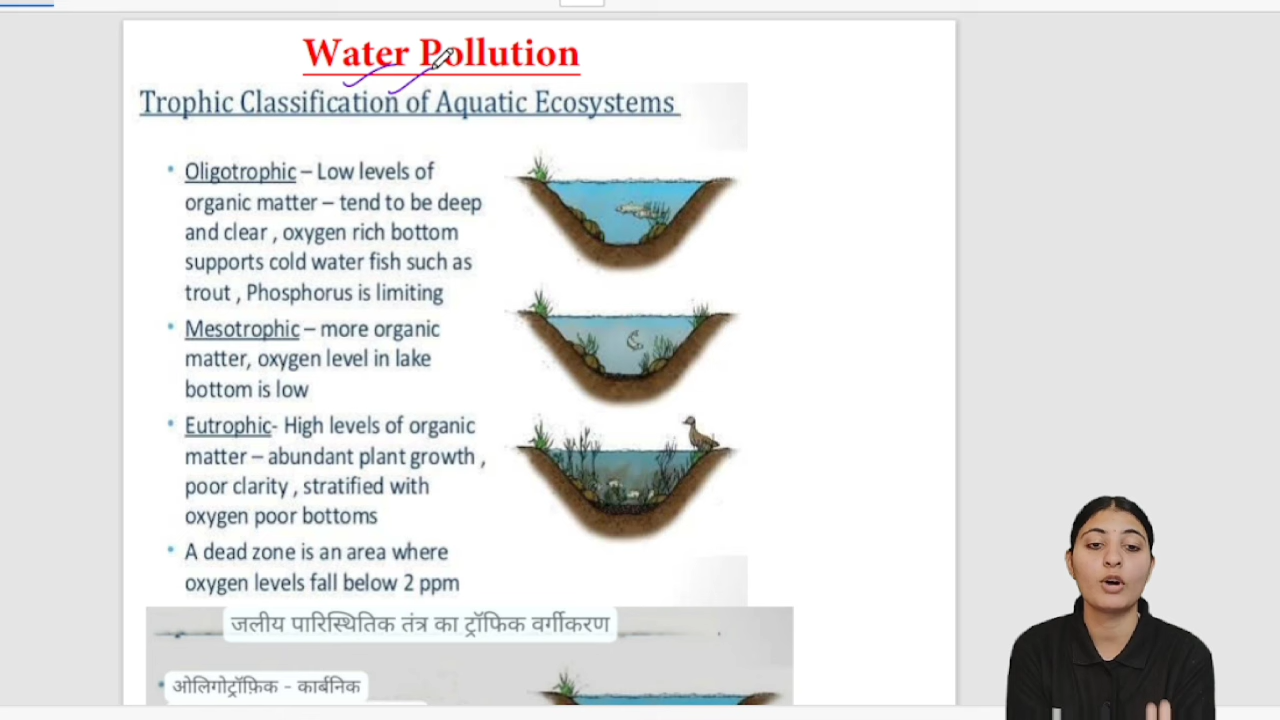 Water Pollution
Trophic Classification of Aquatic Ecosystems
• Oligotrophic – Low levels of
organic matter – tend to be deep
and clear , oxygen rich bottom
supports cold water fish such as
trout , Phosphorus is limiting
• Mesotrophic – more organic
matter, oxygen level in lake
bottom is low
• Eutrophic- High levels of organic
matter – abundant plant growth ,
poor clarity , stratified with
oxygen poor bottoms
• A dead zone is an area where
oxygen levels fall below 2 ppm
जलीय पारिस्थितिक तंत्र का ट्रॉफिक वर्गीकरण
• ओलिगोट्रॉफ़िक - कार्बनिक